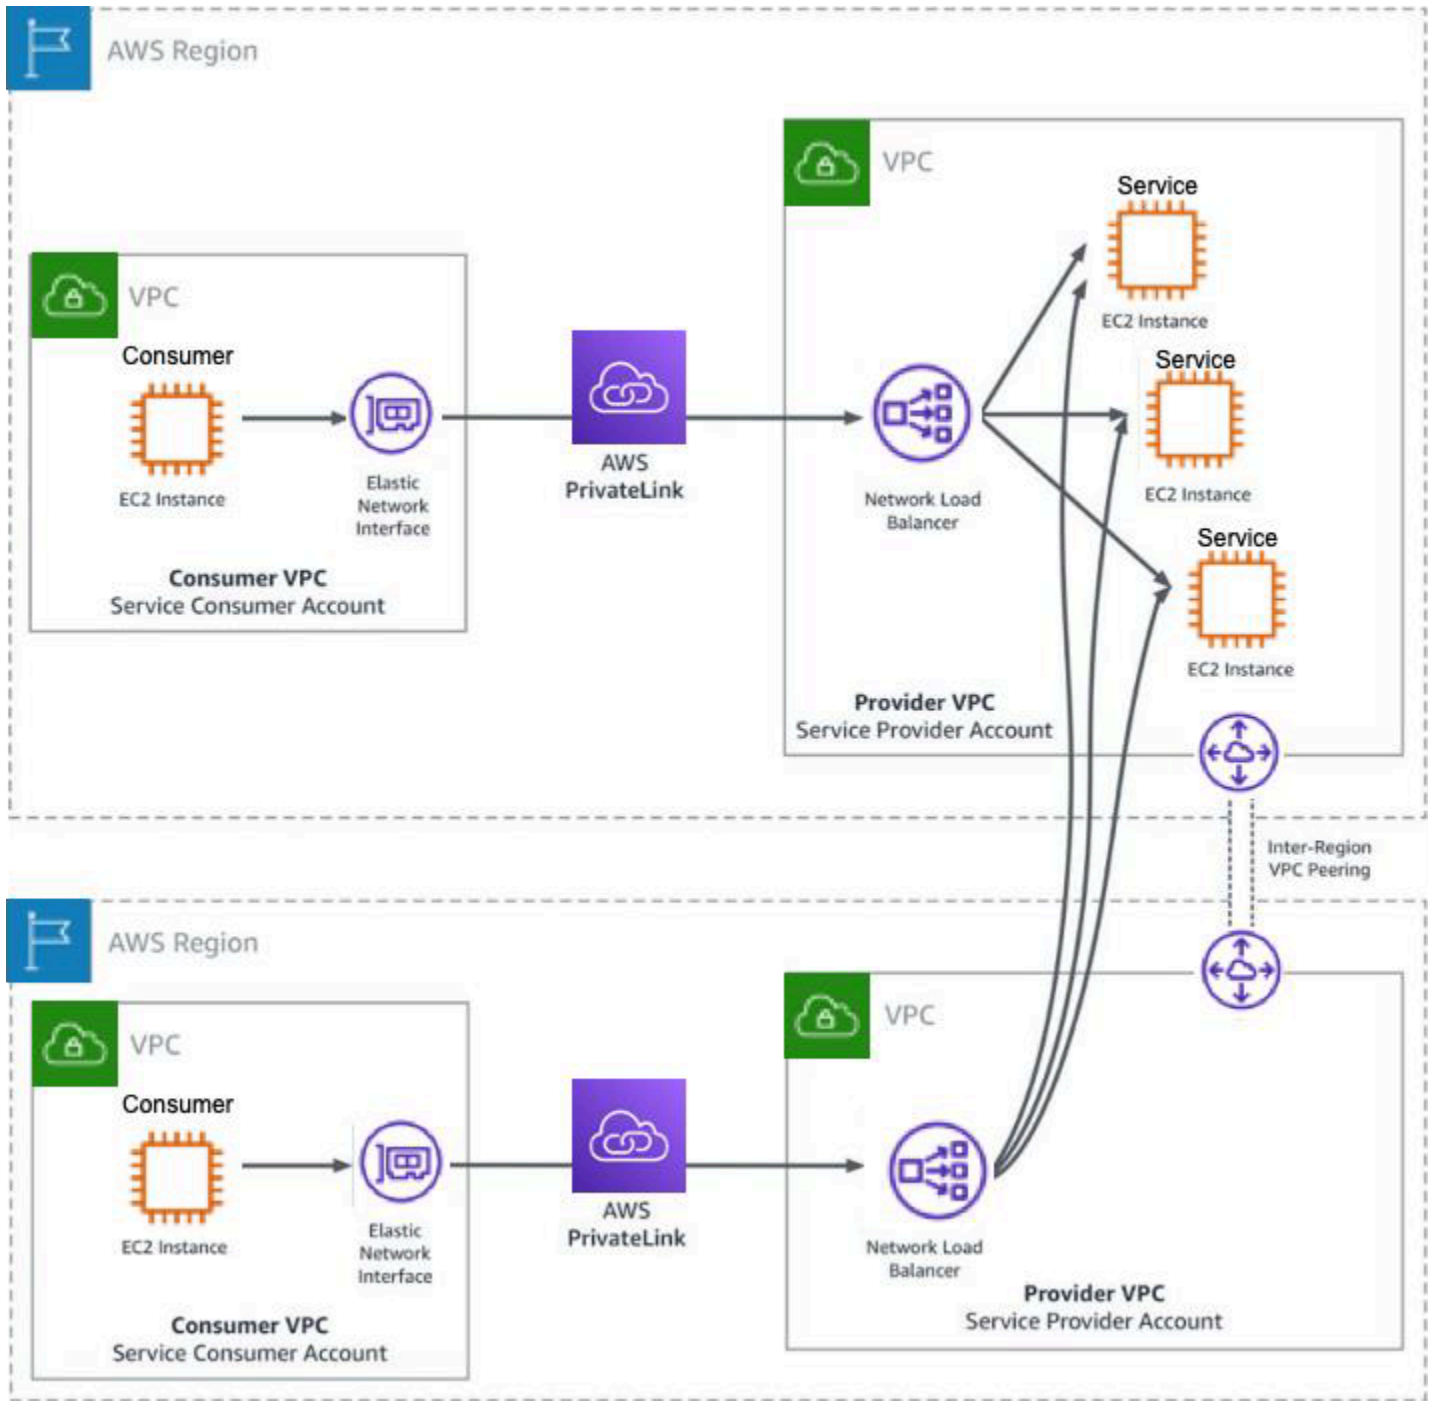 AWS Region
VPC
Service
EC2 Instance
VPC
Consumer
EC2 Instance
Elastic
Network
Interface
Consumer VPC
Service Consumer Account
AWS
PrivateLink
Network Load
Balancer
Service
EC2 Instance
Service
EC2 Instance
Provider VPC
Service Provider Account
Inter-Region
VPC Peering
AWS Region
VPC
Consumer
EC2 Instance
Elastic
Network
Interface
Consumer VPC
Service Consumer Account
AWS
PrivateLink
VPC
Network Load
Balancer
Provider VPC
Service Provider Account